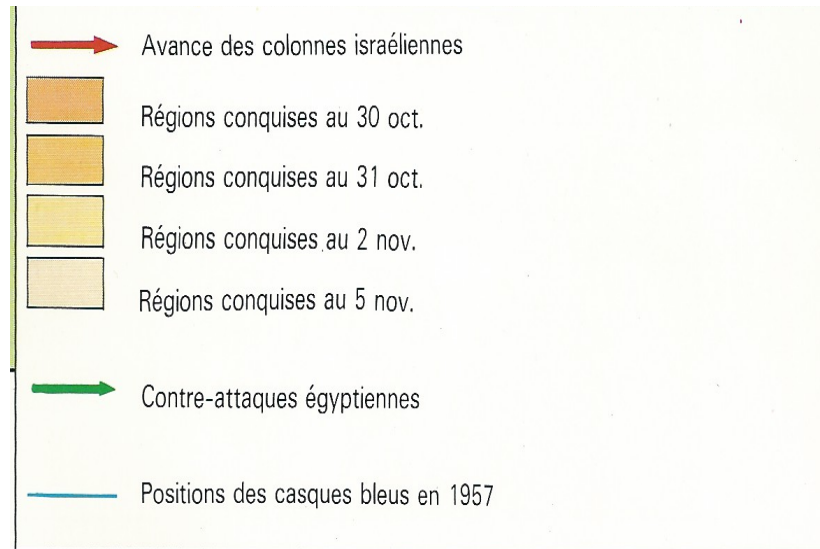 Avance des colonnes israéliennes
Régions conquises au 30 oct.
Régions conquises au 31 oct.
Régions conquises au 2 nov.
Régions conquises au 5 nov.
Contre-attaques égyptiennes
Positions des casques bleus en 1957